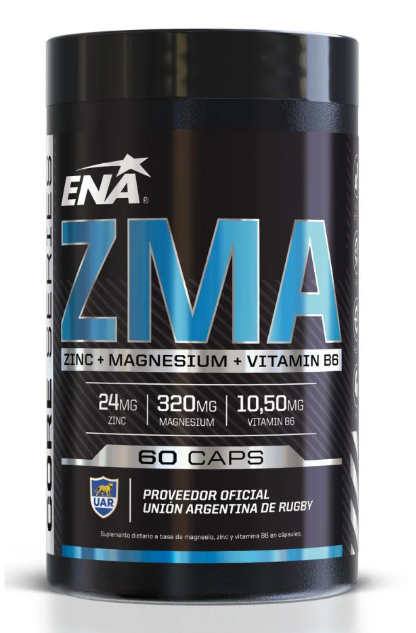 ENÁ®
ZMA
ZINC + MAGNESIUM + VITAMIN B6
24MG 320MG 10,50MG
ZINC MAGNESIUM VITAMIN B6
60 CAPS
UAR
PROVEEDOR OFICIAL
UNIÓN ARGENTINA DE RUGBY
Suplemento dietario a base de magnesio, zinc y vitamina B6 en cápsulas.
CORE SERIES